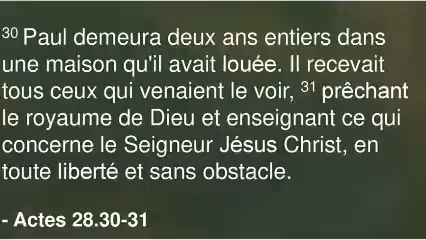 30 Paul demeura deux ans entiers dans
une maison qu'il avait louée. Il recevait
tous ceux qui venaient le voir, 31 prêchant
le royaume de Dieu et enseignant ce qui
concerne le Seigneur Jésus Christ, en
toute liberté et sans obstacle.
- Actes 28.30-31